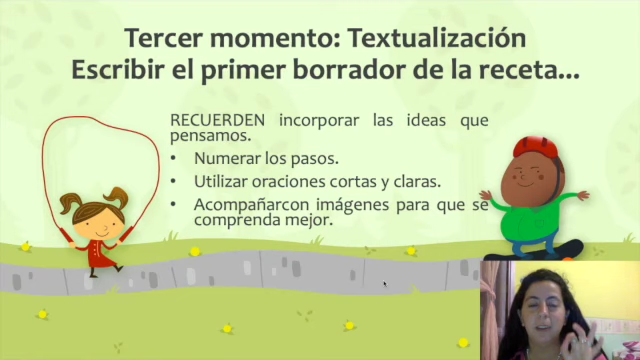 Tercer momento: Textualización
Escribir el primer borrador de la receta...
RECUERDEN incorporar las ideas que
pensamos.
• Numerar los pasos.
• Utilizar oraciones cortas y claras.
• Acompañarcon imágenes para que se
comprenda mejor.